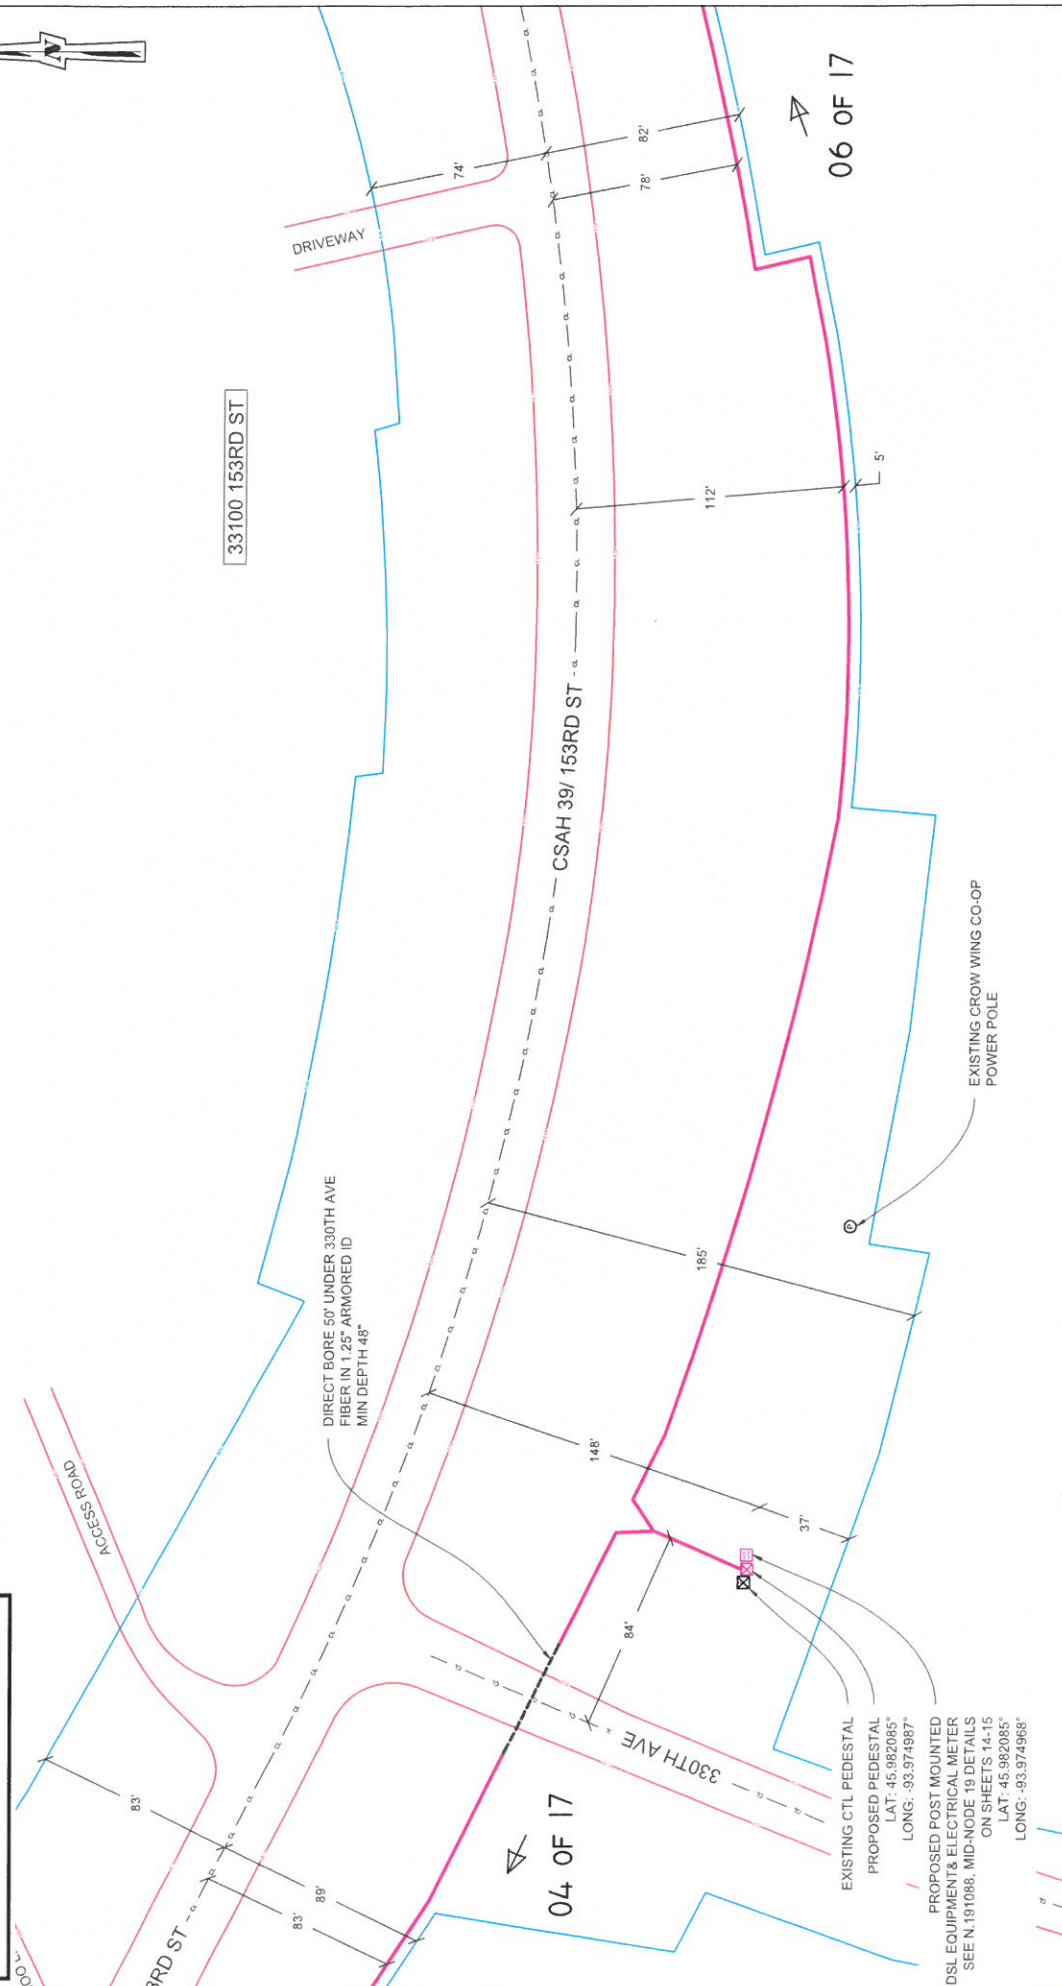 N
06 OF 17
82'
74'
78'
DRIVEWAY
33100 153RD ST
5'
112'
CSAH 39/ 153RD ST
EXISTING CROW WING CO-OP
POWER POLE
P
185'
DIRECT BORE 50' UNDER 330TH AVE
FIBER IN 1.25" ARMORED ID
MIN DEPTH 48"
148'
37'
ACCESS ROAD
84'
330TH AVE
EXISTING CTL PEDESTAL
PROPOSED PEDESTAL
LAT: 45.982085°
LONG: -93.974987°
PROPOSED POST MOUNTED
DSL EQUIPMENT& ELECTRICAL METER
SEE N.191088, MID-NODE 19 DETAILS
ON SHEETS 14-15
LAT: 45.982085°
LONG: -93.974968°
83'
89'
83'
04 OF 17
3RD ST